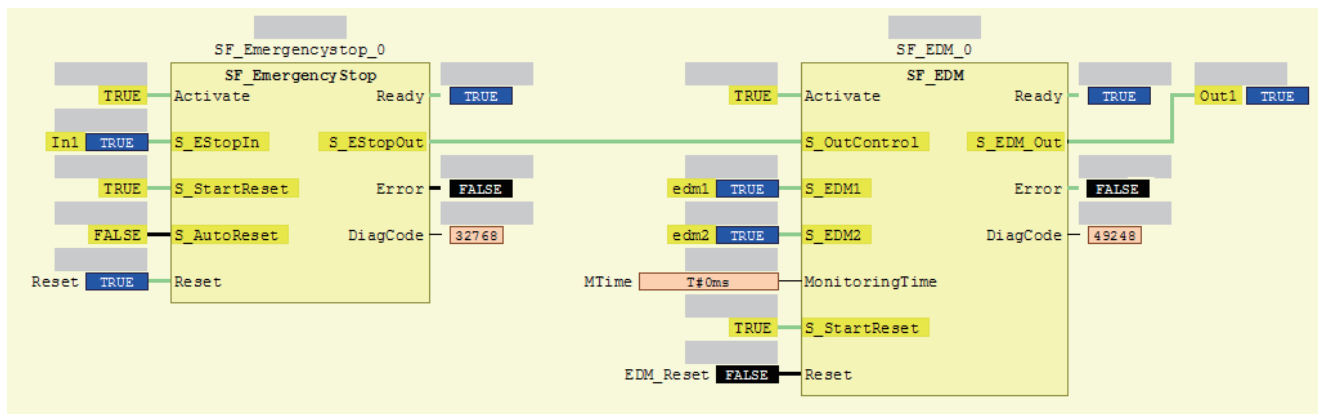 SF_Emergencystop_0 SF_EDM_0
SF_EmergencyStop SF_EDM
TRUE Activate Ready TRUE TRUE Activate Ready TRUE Out1 TRUE
In1 TRUE S_EStopIn S_EStopOut S_OutControl S_EDM_Out
TRUE S_StartReset Error FALSE edm1 TRUE S_EDM1 Error FALSE
FALSE S_AutoReset DiagCode 32768 edm2 TRUE S_EDM2 DiagCode 49248
Reset TRUE Reset MTime T#0ms MonitoringTime
TRUE S_StartReset
EDM_Reset FALSE Reset